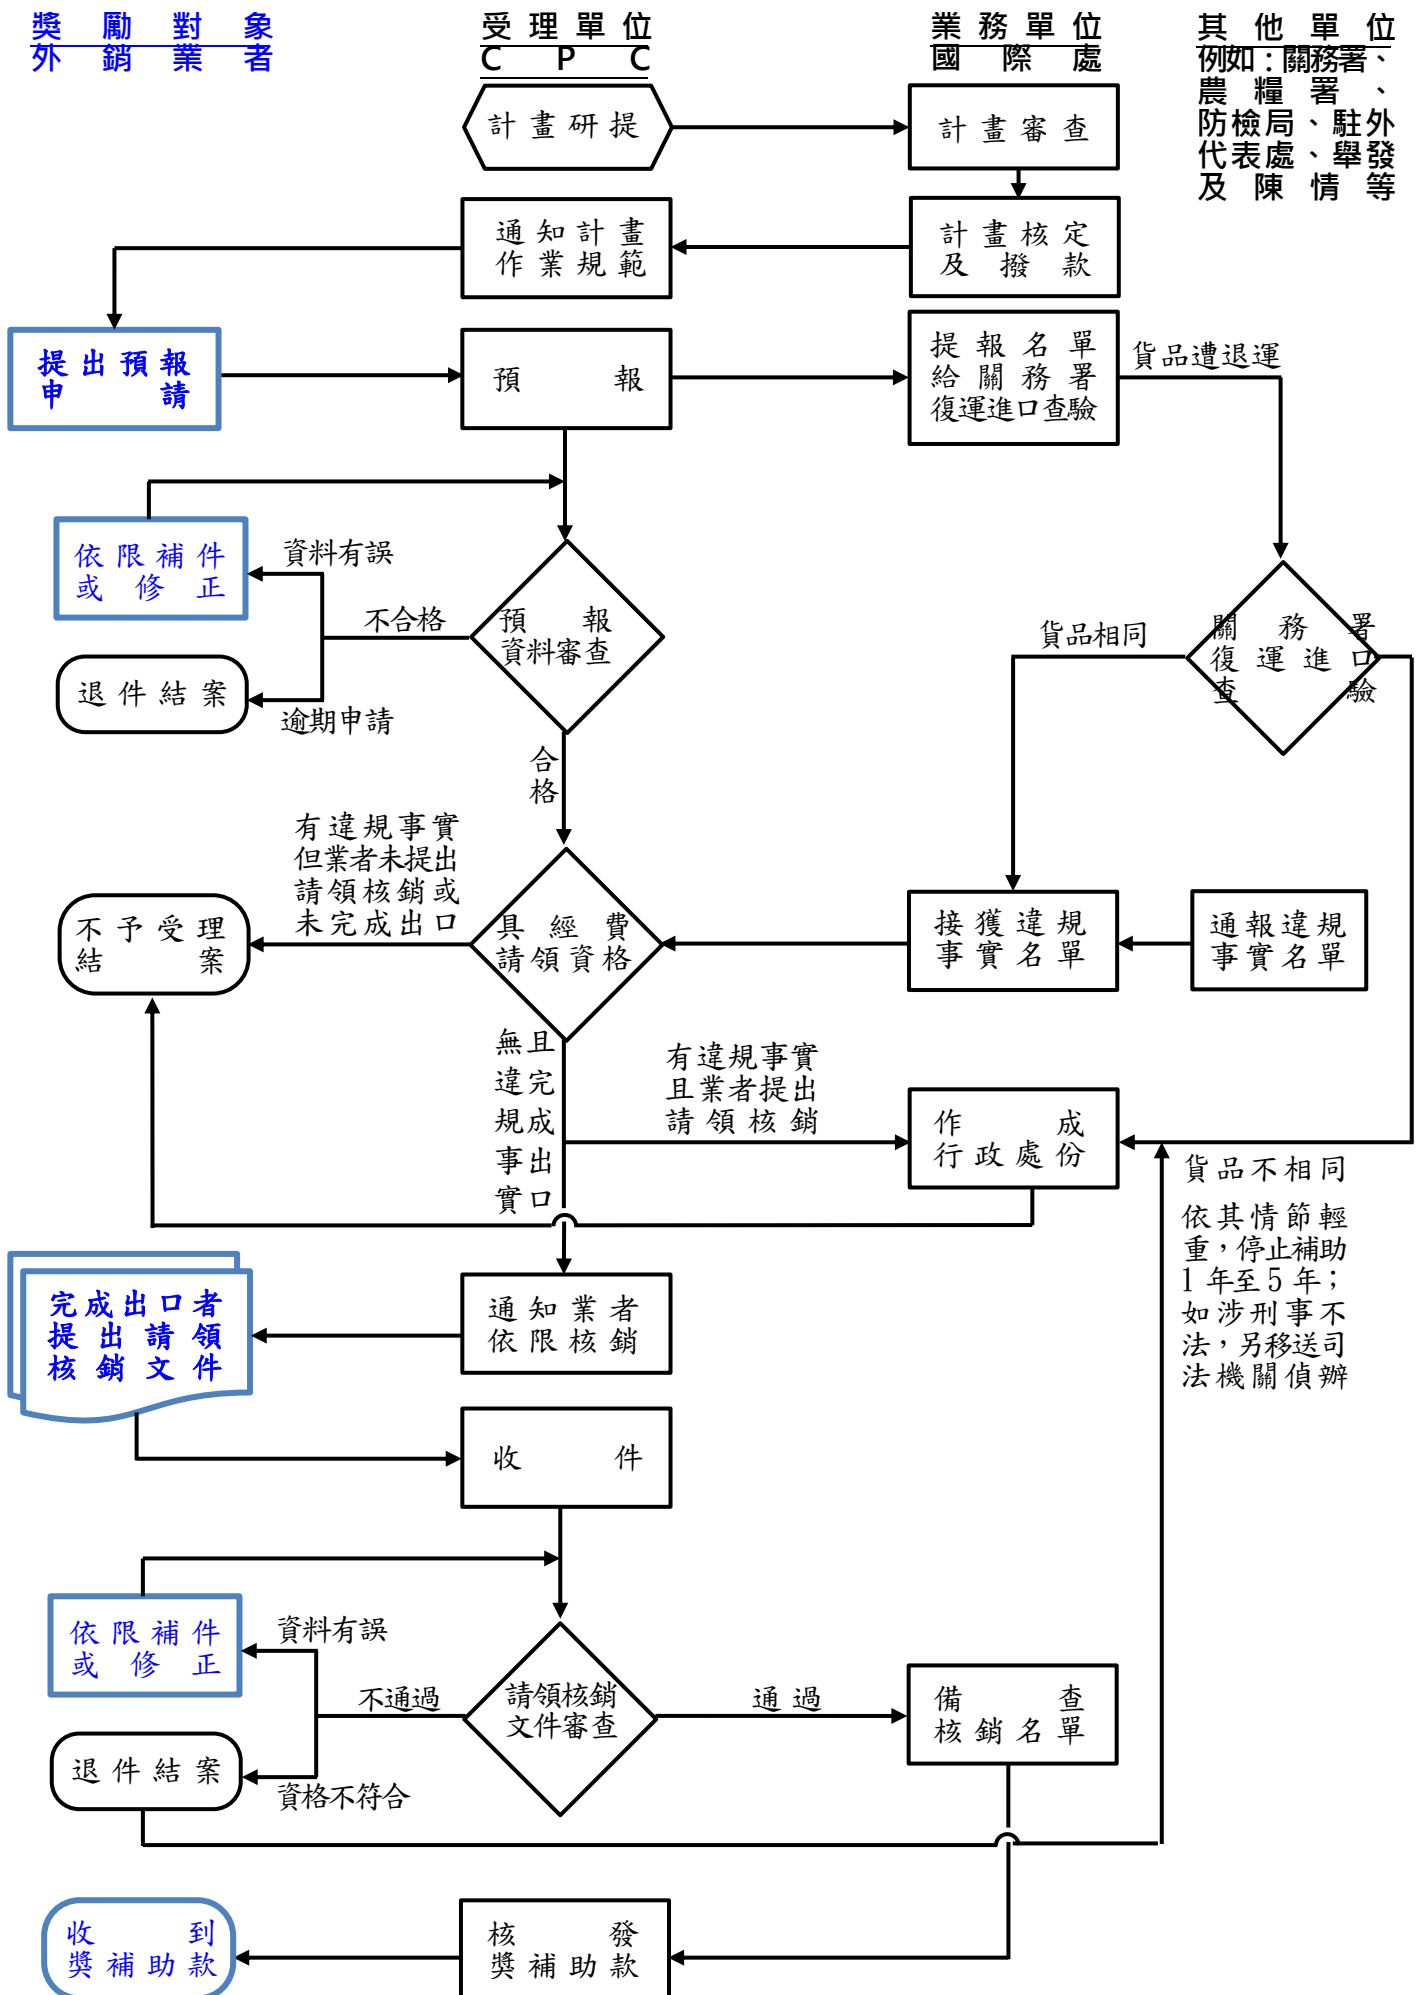 獎勵對象
外銷業者
受理單位
CPC
業務單位
國際處
其他單位
例如：關務署、
農糧署、
防檢局、駐外
代表處、舉發
及陳情等
計畫研提
計畫審查
通知計畫
作業規範
計畫核定
及撥款
提出預報
申請
預報
提報名單
給關務署
復運進口查驗
貨品遭退運
依限補件
或修正
資料有誤
不合格
預報
資料審查
退件結案
逾期申請
貨品相同
關務署
復運進口
查驗
合格
有違規事實
但業者未提出
請領核銷或
未完成出口
不予受理
結案
具經費
請領資格
接獲違規
事實名單
通報違規
事實名單
無違規事實
且完成出口
有違規事實
且業者提出
請領核銷
作成
行政處份
貨品不相同
依其情節輕
重，停止補助
1年至5年；
如涉刑事不
法，另移送司
法機關偵辦
完成出口者
提出請領
核銷文件
通知業者
依限核銷
收件
依限補件
或修正
資料有誤
不通過
請領核銷
文件審查
通過
備查
核銷名單
退件結案
資格不符合
收到
獎補助款
核發
獎補助款